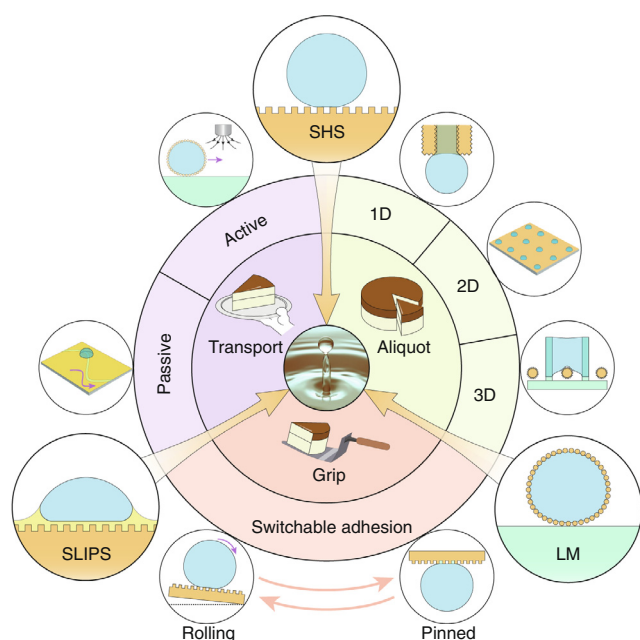 SHS
Active
1D
2D
Passive
Transport
Aliquot
3D
Grip
SLIPS
Switchable adhesion
LM
Rolling
Pinned